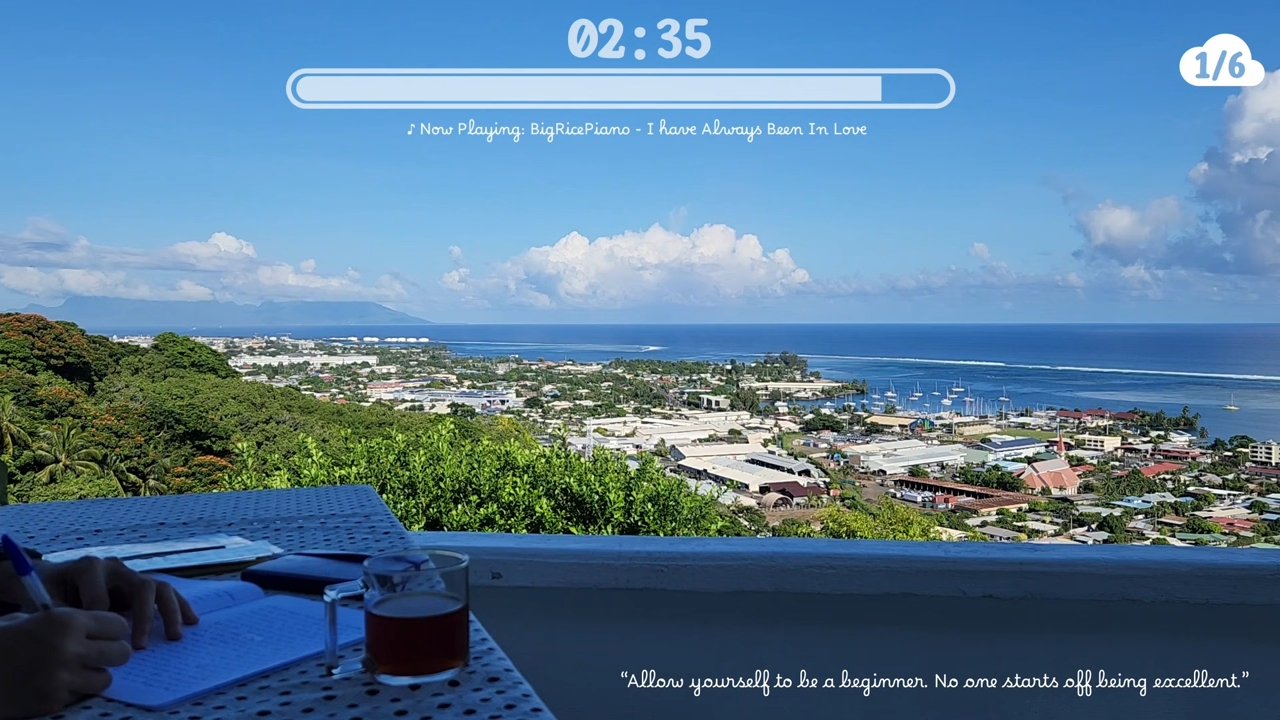 02:35
1/6
♪ Now Playing: BigRicePiano - I have Always Been In Love
“Allow yourself to be a beginner. No one starts off being excellent.”